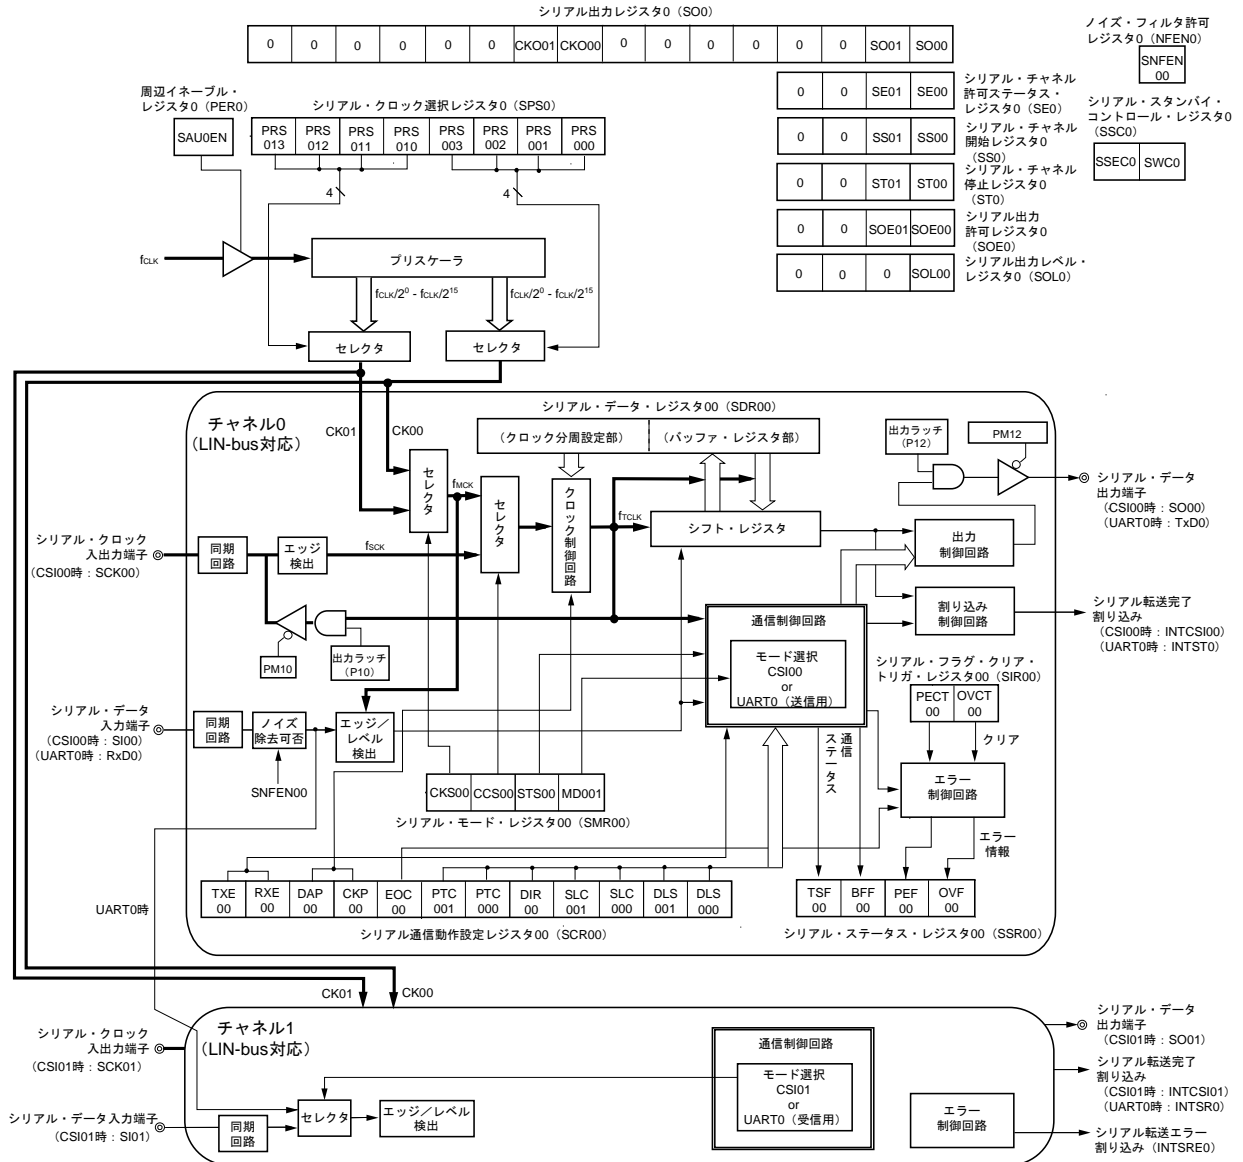 シリアル出力レジスタ0（SO0）
0 0 0 0 0 0 CKO01 CKO00 0 0 0 0 0 0 SO01 SO00
ノイズ・フィルタ許可
レジスタ0（NFEN0）
SNFEN
00
周辺イネーブル・
レジスタ0（PER0）
SAU0EN
シリアル・クロック選択レジスタ0（SPS0）
PRS
013
PRS
012
PRS
011
PRS
010
PRS
003
PRS
002
PRS
001
PRS
000
4
4
0 0 SE01 SE00
シリアル・チャネル
許可ステータス・
レジスタ0（SE0）
0 0 SS01 SS00
シリアル・チャネル
開始レジスタ0
（SS0）
0 0 ST01 ST00
シリアル・チャネル
停止レジスタ0
（ST0）
0 0 SOE01 SOE00
シリアル出力
許可レジスタ0
（SOE0）
0 0 0 SOL00
シリアル出力レベル・
レジスタ0（SOL0）
シリアル・スタンバイ・
コントロール・レジスタ0
（SSC0）
SSEC0 SWC0
fCLK
プリスケーラ
fCLK/2⁰ - fCLK/2¹⁵
fCLK/2⁰ - fCLK/2¹⁵
セレクタ
セレクタ
チャネル0
（LIN-bus対応）
CK01
CK00
シリアル・データ・レジスタ00（SDR00）
（クロック分周設定部）
（バッファ・レジスタ部）
出力ラッチ
（P12）
PM12
シリアル・データ
出力端子
（CSI00時：SO00）
（UART0時：TxD0）
セレクタ
fMCK
セレクタ
クロック制御回路
fTCLK
シフト・レジスタ
出力
制御回路
シリアル・クロック
入出力端子
（CSI00時：SCK00）
同期
回路
エッジ
検出
fSCK
PM10
出力ラッチ
（P10）
通信制御回路
モード選択
CSI00
or
UART0（送信用）
割り込み
制御回路
シリアル転送完了
割り込み
（CSI00時：INTCSI00）
（UART0時：INTST0）
シリアル・フラグ・クリア・
トリガ・レジスタ00（SIR00）
PECT
00
OVCT
00
クリア
シリアル・データ
入力端子
（CSI00時：SI00）
（UART0時：RxD0）
同期
回路
ノイズ
除去可否
SNFEN00
エッジ／
レベル
検出
CKS00 CCS00 STS00 MD001
シリアル・モード・レジスタ00（SMR00）
通信
ステータス
エラー
制御回路
エラー
情報
UART0時
TXE
00
RXE
00
DAP
00
CKP
00
EOC
00
PTC
001
PTC
000
DIR
00
SLC
001
SLC
000
DLS
001
DLS
000
シリアル通信動作設定レジスタ00（SCR00）
TSF
00
BFF
00
PEF
00
OVF
00
シリアル・ステータス・レジスタ00（SSR00）
CK01
CK00
チャネル1
（LIN-bus対応）
シリアル・クロック
入出力端子
（CSI01時：SCK01）
シリアル・データ入力端子
（CSI01時：SI01）
同期
回路
セレクタ
エッジ／レベル
検出
通信制御回路
モード選択
CSI01
or
UART0（受信用）
エラー
制御回路
シリアル・データ
出力端子
（CSI01時：SO01）
シリアル転送完了
割り込み
（CSI01時：INTCSI01）
（UART0時：INTSR0）
シリアル転送エラー
割り込み（INTSRE0）